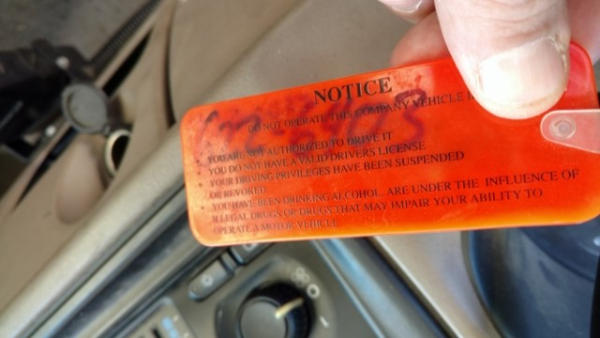 NOTICE
DO NOT OPERATE THIS COMPANY VEHICLE
YOU ARE NOT AUTHORIZED TO DRIVE IT
YOU DO NOT HAVE A VALID DRIVERS LICENSE
YOUR DRIVING PRIVILEGES HAVE BEEN SUSPENDED
OR REVOKED
YOU HAVE BEEN DRINKING ALCOHOL, ARE UNDER THE INFLUENCE OF
ILLEGAL DRUGS OR DRUGS THAT MAY IMPAIR YOUR ABILITY TO
OPERATE A MOTOR VEHICLE